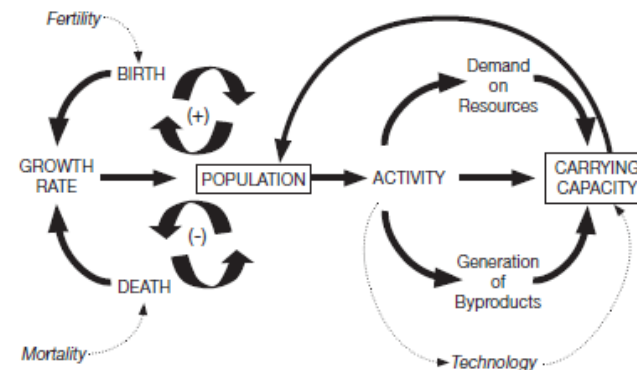 Fertility
BIRTH
(+)
Demand
on
Resources
GROWTH
RATE
POPULATION
ACTIVITY
CARRYING
CAPACITY
(-)
DEATH
Generation
of
Byproducts
Mortality
Technology